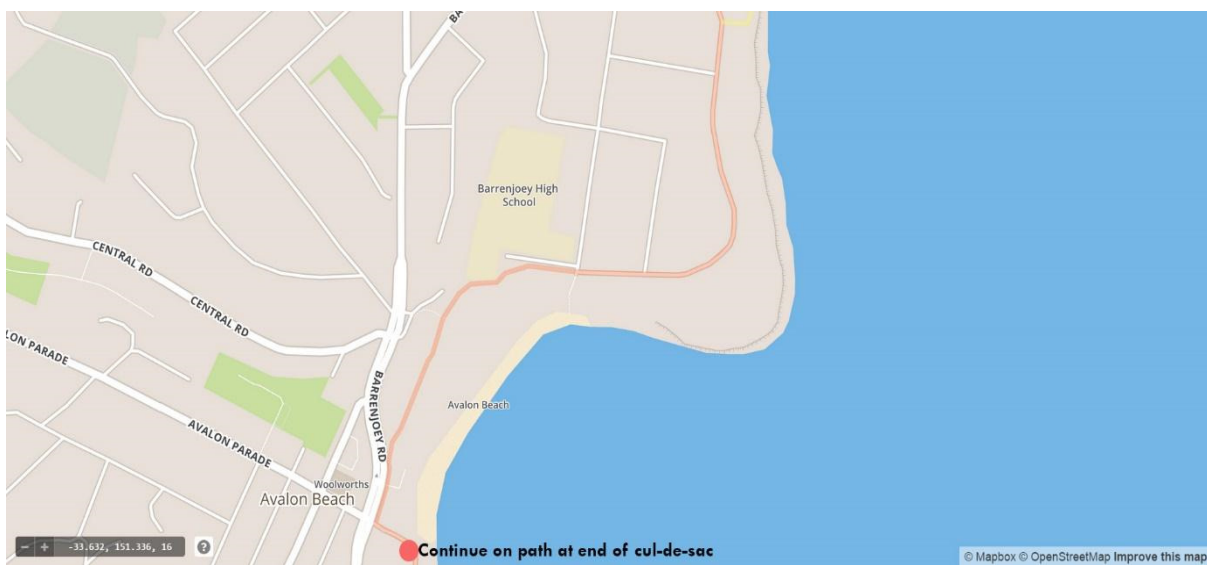 BA
Barrenjoey High
School
CENTRAL RD
CENTRAL RD
LON PARADE
BARRENJOEY RD
Avalon Beach
AVALON PARADE
Woolworths
Avalon Beach
− + -33.632, 151.336, 16 ?
Continue on path at end of cul-de-sac
© Mapbox © OpenStreetMap Improve this map